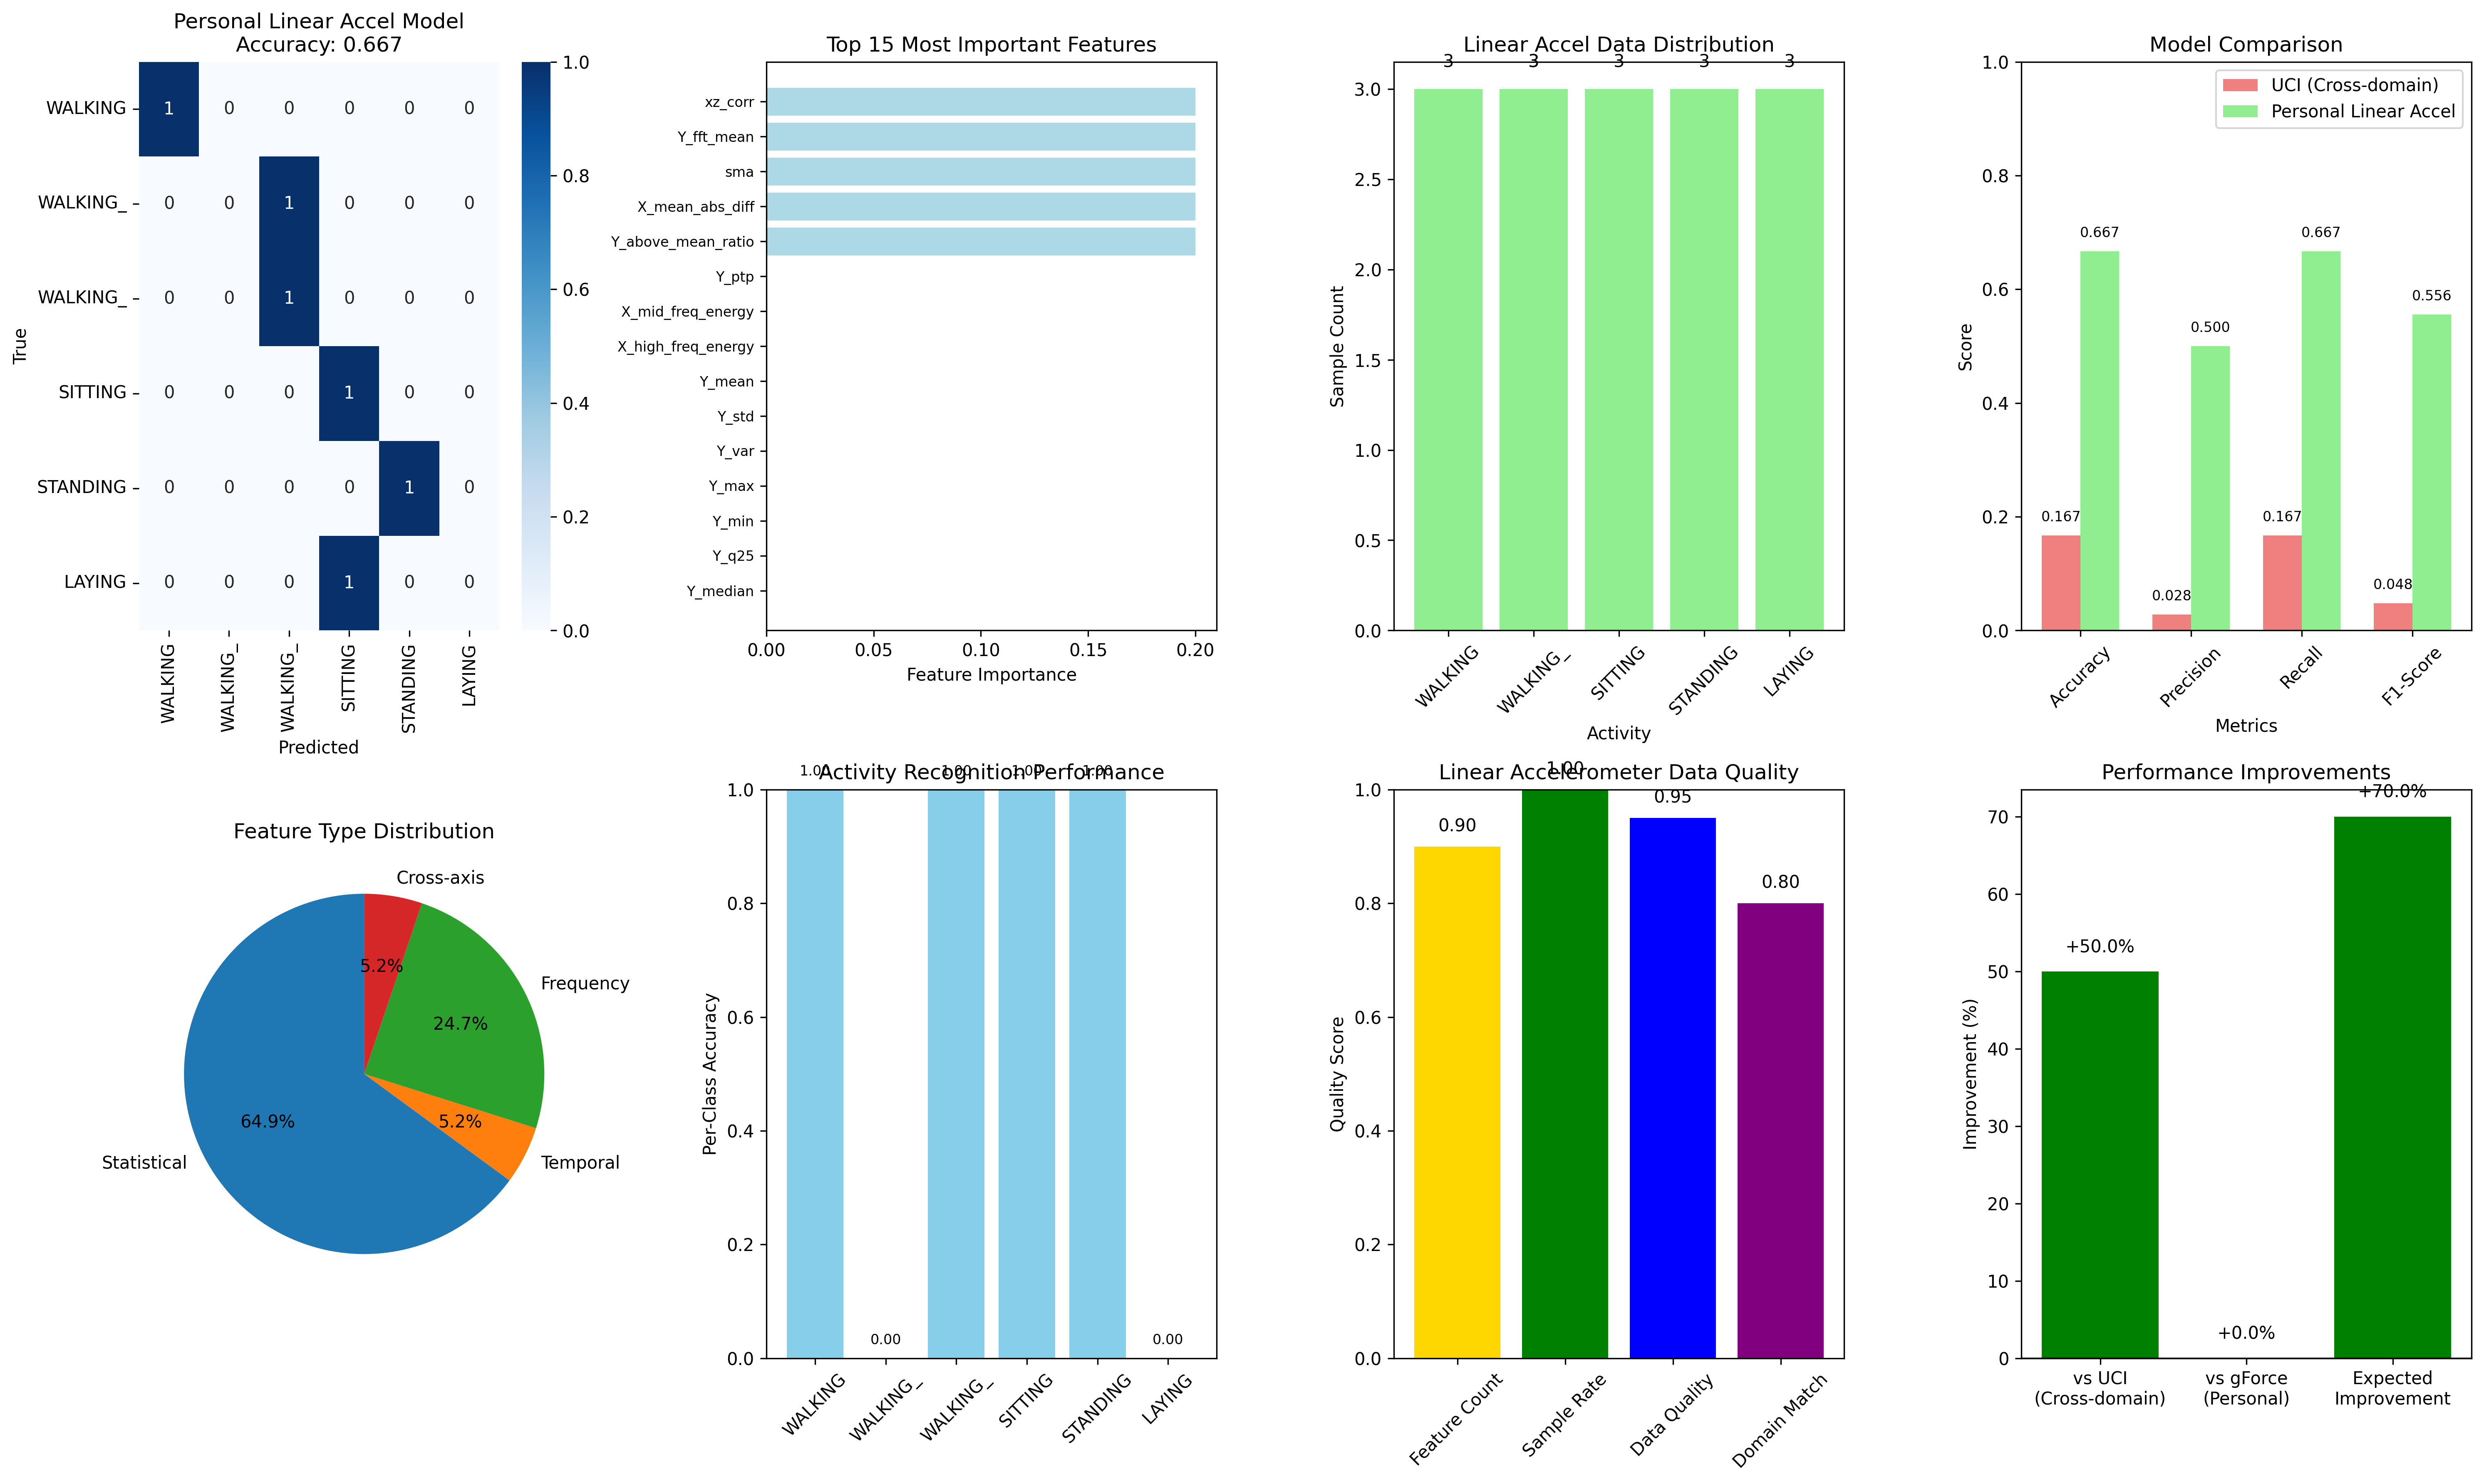 Personal Linear Accel Model
Accuracy: 0.667
True
WALKING
WALKING_
WALKING_
SITTING
STANDING
LAYING
1 0 0 0 0 0
0 0 1 0 0 0
0 0 1 0 0 0
0 0 0 1 0 0
0 0 0 0 1 0
0 0 0 1 0 0
WALKING
WALKING_
WALKING_
SITTING
STANDING
LAYING
Predicted
1.0
0.8
0.6
0.4
0.2
0.0
Top 15 Most Important Features
xz_corr
Y_fft_mean
sma
X_mean_abs_diff
Y_above_mean_ratio
Y_ptp
X_mid_freq_energy
X_high_freq_energy
Y_mean
Y_std
Y_var
Y_max
Y_min
Y_q25
Y_median
0.00 0.05 0.10 0.15 0.20
Feature Importance
Linear Accel Data Distribution
3 3 3 3 3
Sample Count
3.0
2.5
2.0
1.5
1.0
0.5
0.0
WALKING
WALKING_
SITTING
STANDING
LAYING
Activity
Model Comparison
UCI (Cross-domain)
Personal Linear Accel
Score
1.0
0.8
0.6
0.4
0.2
0.0
0.167
0.667
0.028
0.500
0.167
0.667
0.048
0.556
Accuracy
Precision
Recall
F1-Score
Metrics
Feature Type Distribution
Cross-axis
5.2%
Frequency
24.7%
Temporal
5.2%
Statistical
64.9%
Activity Recognition Performance
Per-Class Accuracy
1.0
0.8
0.6
0.4
0.2
0.0
1.00
0.00
1.00
1.00
1.00
0.00
WALKING
WALKING_
WALKING_
SITTING
STANDING
LAYING
Linear Accelerometer Data Quality
Quality Score
1.0
0.8
0.6
0.4
0.2
0.0
0.90
1.00
0.95
0.80
Feature Count
Sample Rate
Data Quality
Domain Match
Performance Improvements
Improvement (%)
70
60
50
40
30
20
10
0
+50.0%
+0.0%
+70.0%
vs UCI
(Cross-domain)
vs gForce
(Personal)
Expected
Improvement